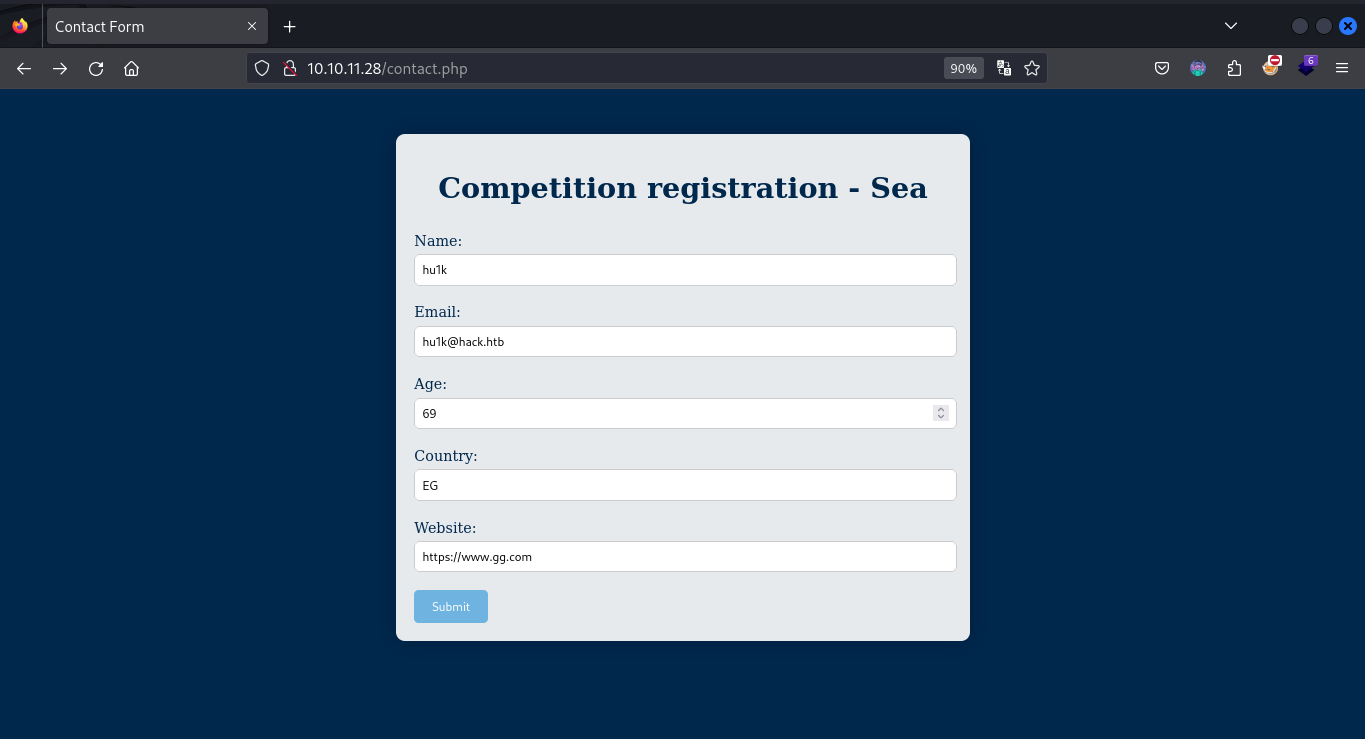 Contact Form
10.10.11.28/contact.php
90%
6
Competition registration - Sea
Name:
hu1k
Email:
hu1k@hack.htb
Age:
69
Country:
EG
Website:
https://www.gg.com
Submit